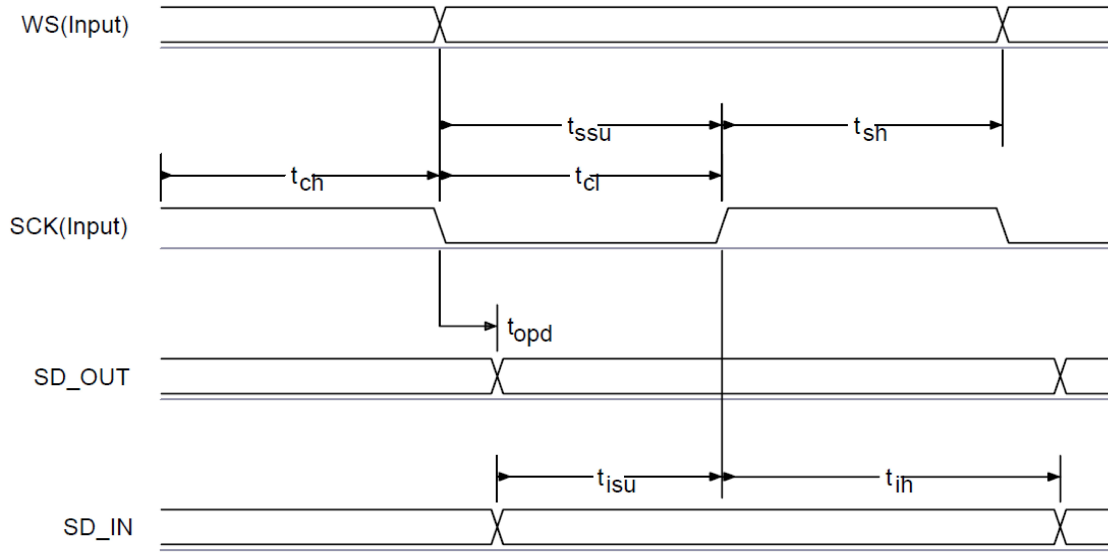 WS(Input)
tssu
tsh
tch
tcl
SCK(Input)
topd
SD_OUT
tisu
tih
SD_IN